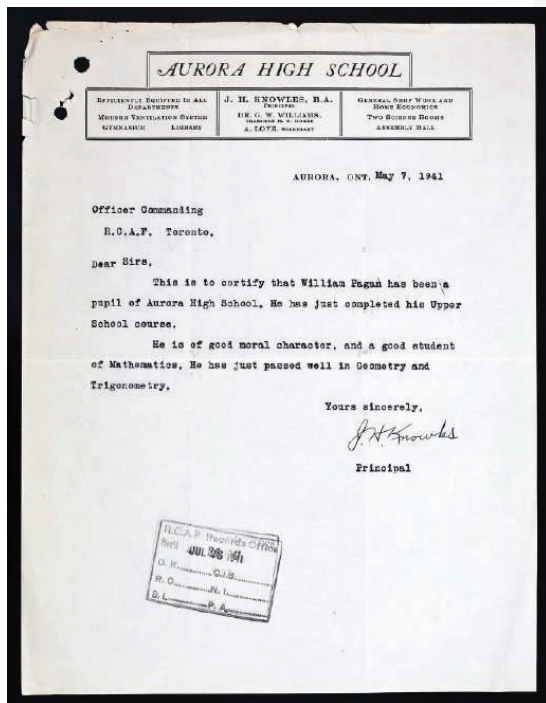 AURORA HIGH SCHOOL
EFFICIENTLY EQUIPPED IN ALL
DEPARTMENTS
MODERN VENTILATION SYSTEM
GYMNASIUM LIBRARY
J. H. KNOWLES, B.A.
PRINCIPAL
DR. G. W. WILLIAMS,
CHAIRMAN H. S. BOARD
A. LOVE, SECRETARY
GENERAL SHOP WORK AND
HOME ECONOMICS
TWO SCIENCE ROOMS
ASSEMBLY HALL
AURORA, ONT. May 7, 1941
Officer Commanding
R.C.A.F. Toronto.
Dear Sirs,
This is to certify that William Pagan has been a
pupil of Aurora High School. He has just completed his Upper
School course.
He is of good moral character, and a good student
of Mathematics. He has just passed well in Geometry and
Trigonometry.
Yours sincerely,
J. H. Knowles
Principal
R.C.A.F. Records Office
Rec'd JUL 26 1941
O. K. C.I.B.
R. O. N. I.
S. L. P. A.